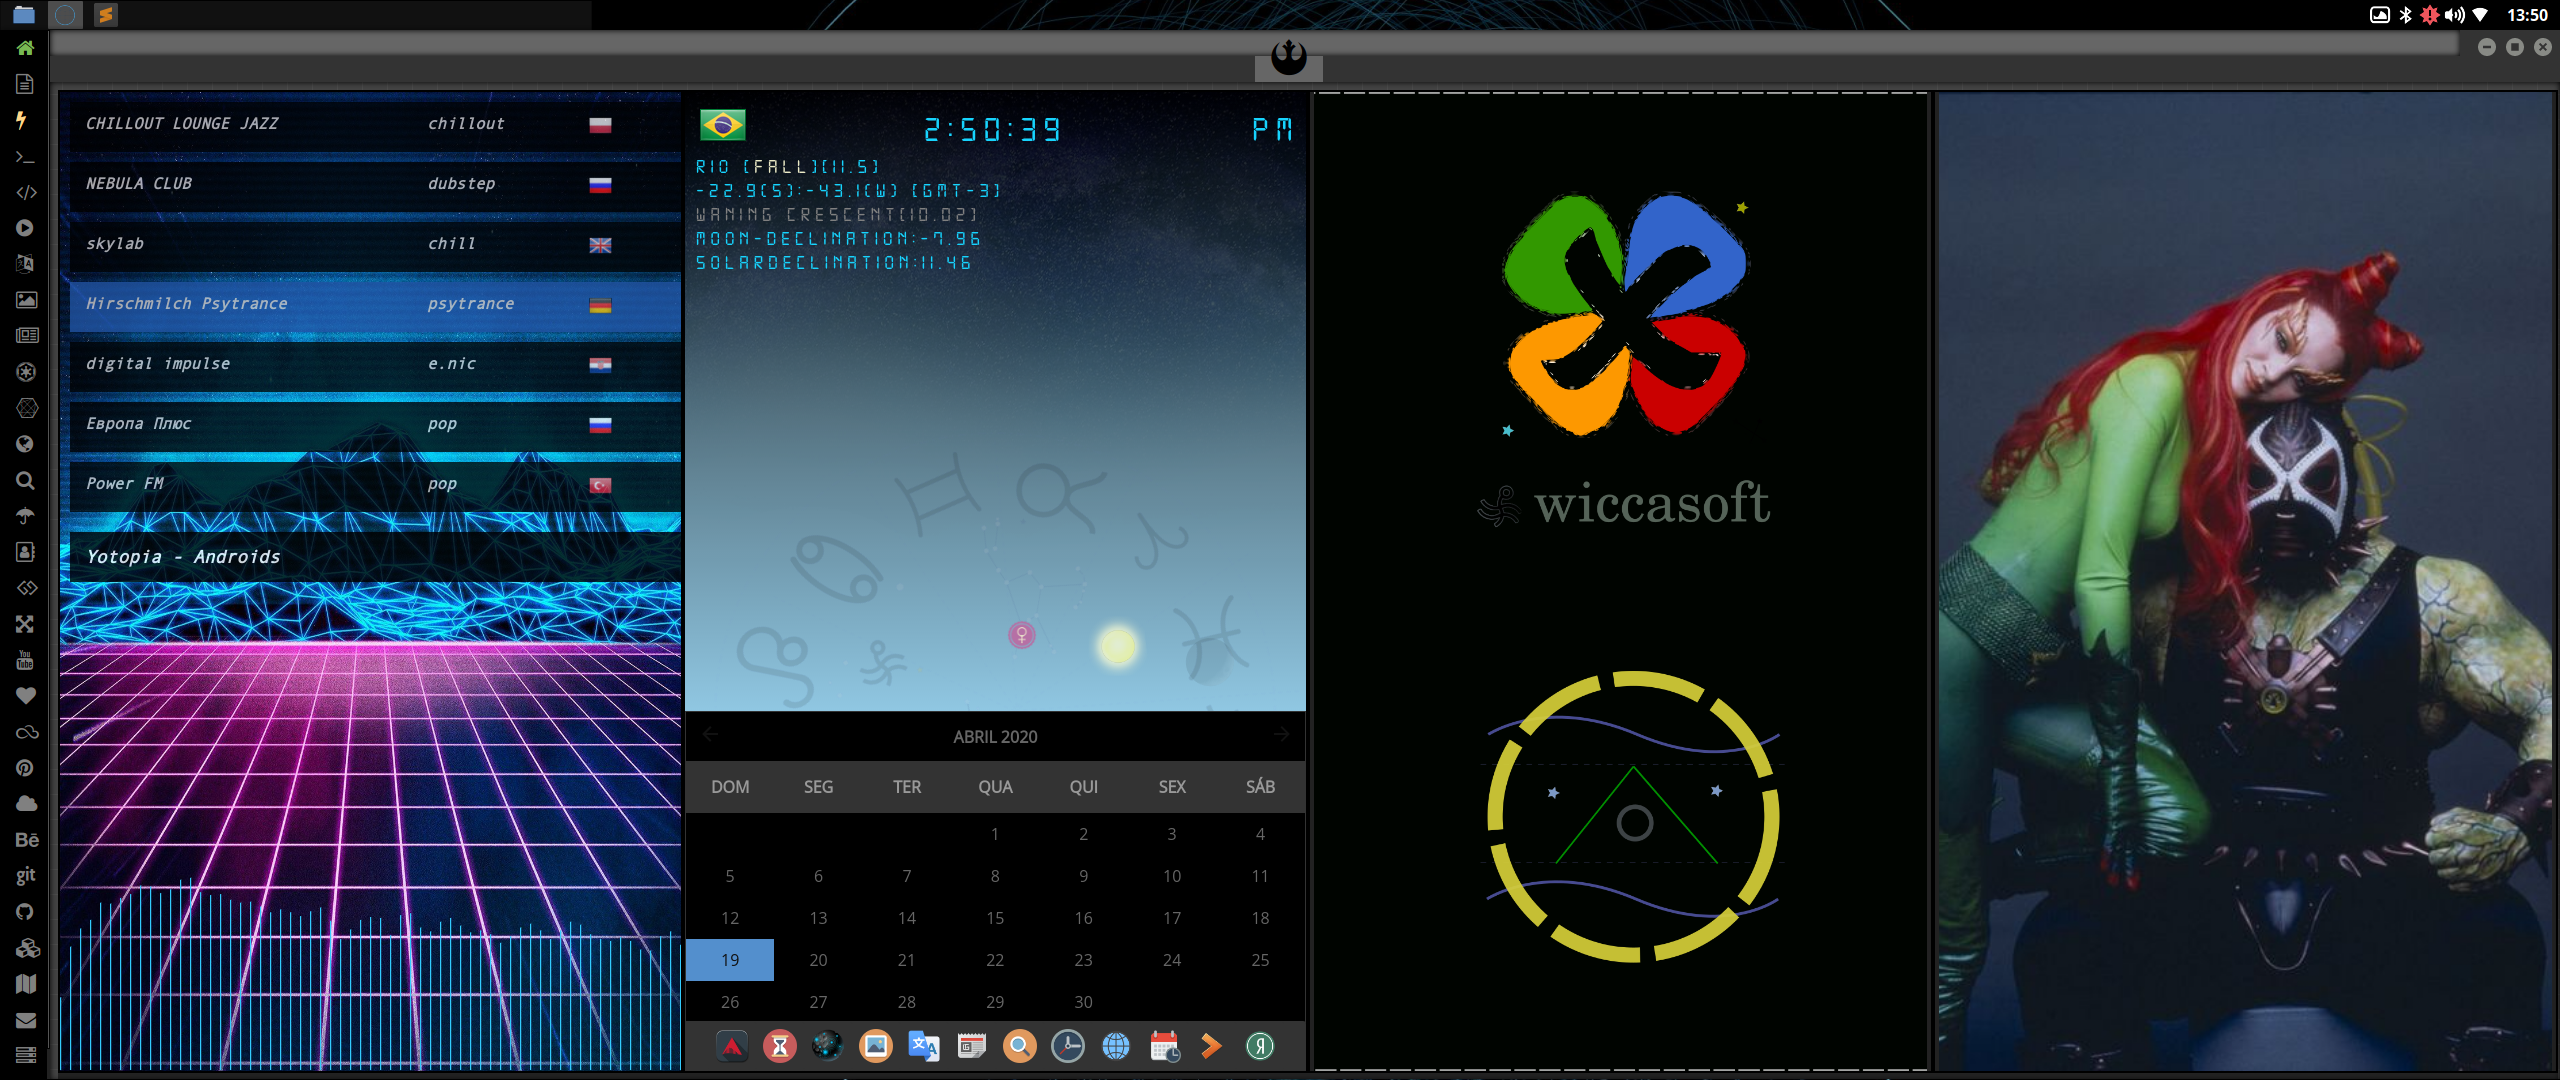 13:50
CHILLOUT LOUNGE JAZZ chillout
NEBULA CLUB dubstep
skylab chill
Hirschmilch Psytrance psytrance
digital impulse e.nic
Европа Плюс pop
Power FM pop
Yotopia - Androids
2:50:39 PM
RIO [FALL][11.5]
-22.9(S):-43.1(W) [GMT-3]
WANING CRESCENT[10.02]
MOON-DECLINATION:-7.96
SOLARDECLINATION:11.46
ABRIL 2020
DOM SEG TER QUA QUI SEX SÁB
1 2 3 4
5 6 7 8 9 10 11
12 13 14 15 16 17 18
19 20 21 22 23 24 25
26 27 28 29 30
wiccasoft
You Tube
Bē
git